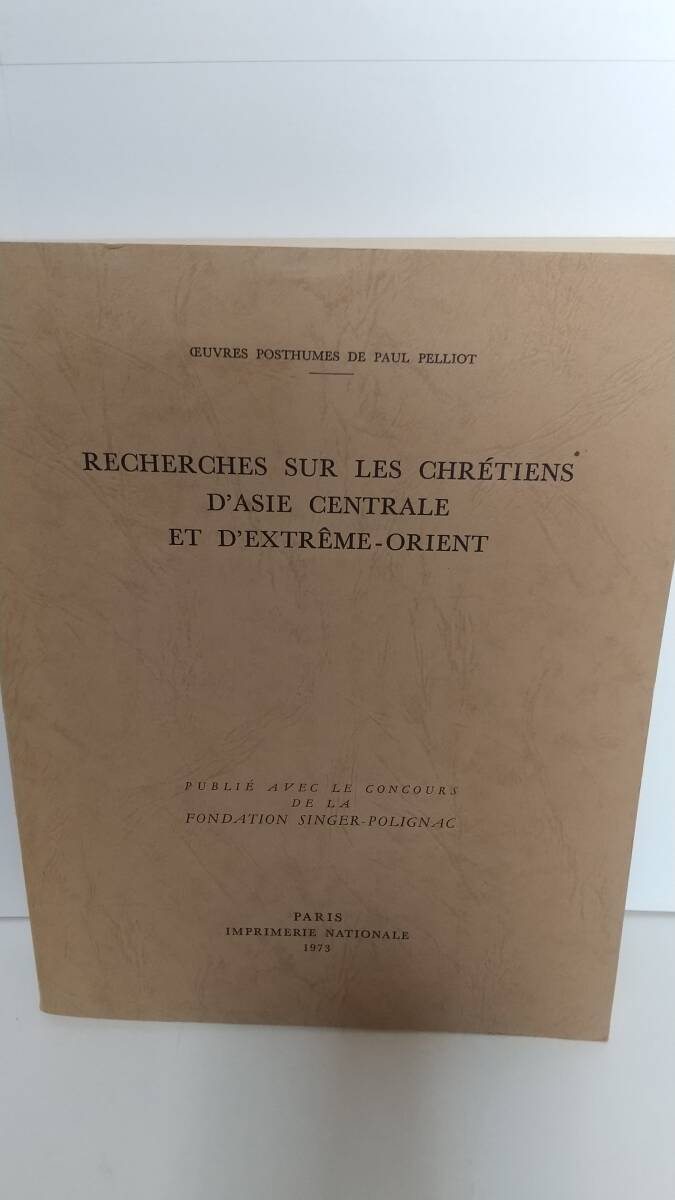 ŒUVRES POSTHUMES DE PAUL PELLIOT
RECHERCHES SUR LES CHRÉTIENS
D'ASIE CENTRALE
ET D'EXTRÊME-ORIENT
PUBLIÉ AVEC LE CONCOURS
DE LA
FONDATION SINGER-POLIGNAC
PARIS
IMPRIMERIE NATIONALE
1973